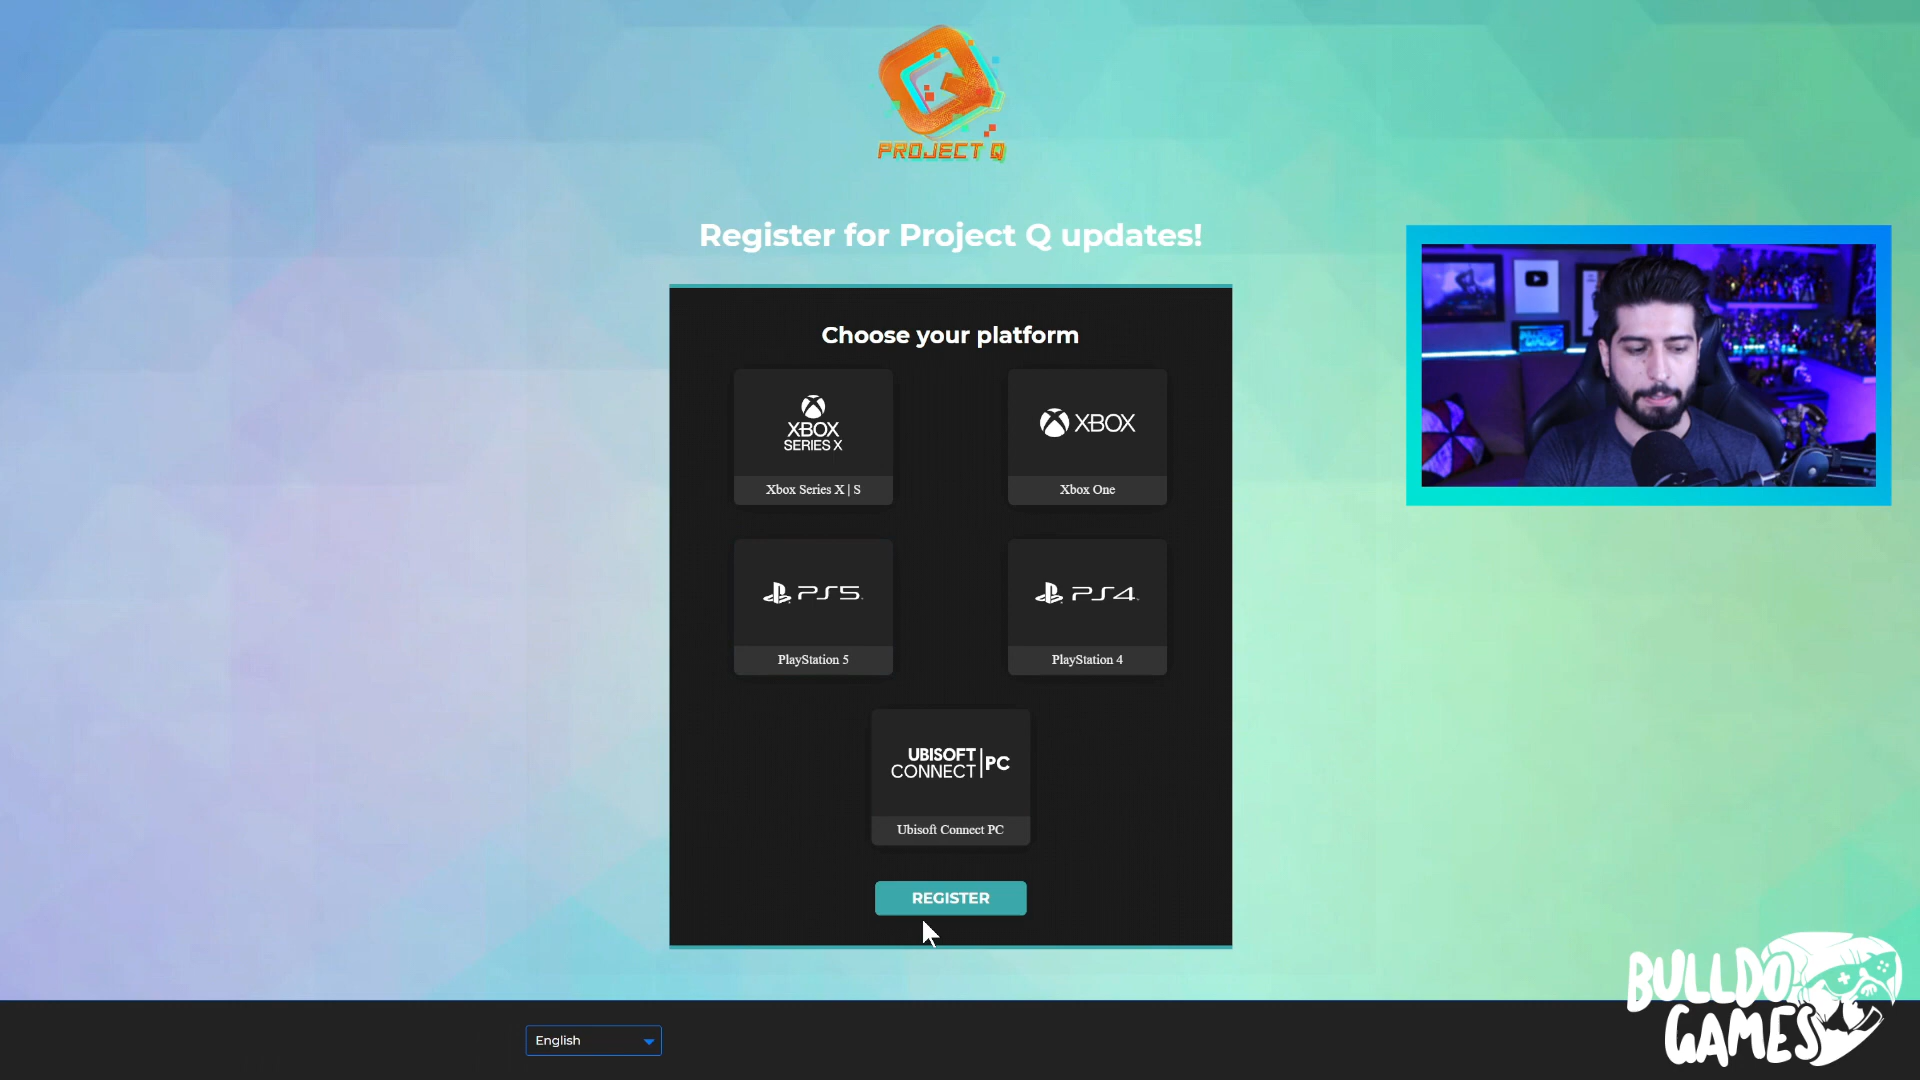 PROJECT Q
Register for Project Q updates!
Choose your platform
XBOX
SERIES X
Xbox Series X | S
XBOX
Xbox One
PS5
PlayStation 5
PS4
PlayStation 4
UBISOFT
CONNECT
PC
Ubisoft Connect PC
REGISTER
English
BULLDO
GAMES